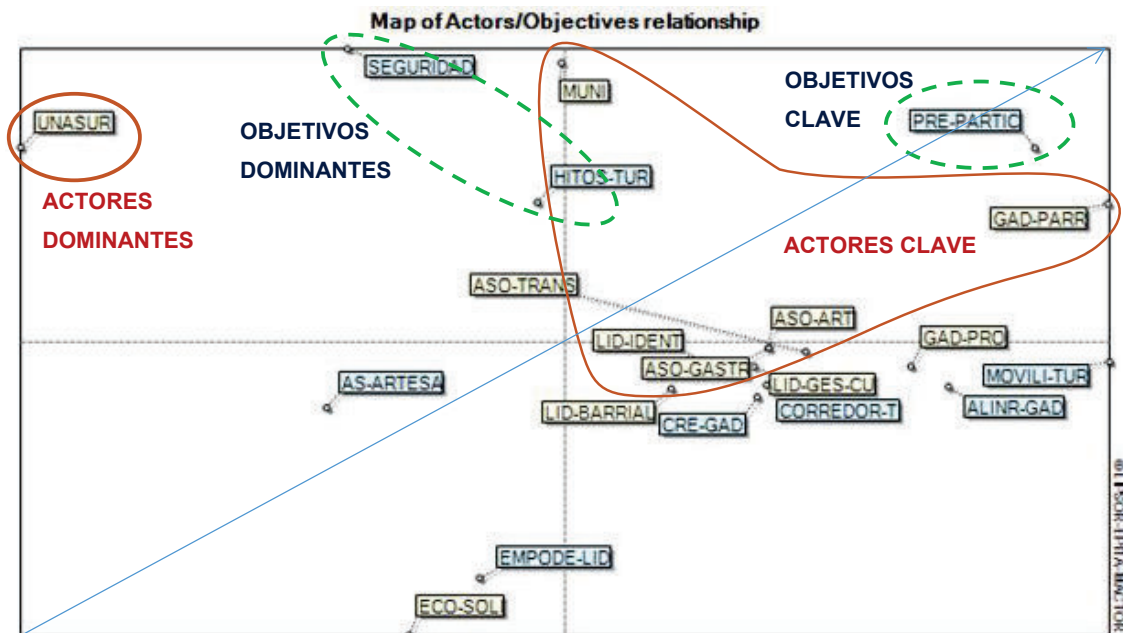 Map of Actors/Objectives relationship
SEGURIDAD
MUNI
OBJETIVOS
CLAVE
UNASUR
PRE-PARTIC
OBJETIVOS
DOMINANTES
HITOS-TUR
ACTORES
DOMINANTES
GAD-PARR
ACTORES CLAVE
ASO-TRANS
ASO-ART
LID-IDENT
GAD-PRO
ASO-GASTR
MOVILI-TUR
AS-ARTESA
LID-GES-CU
LID-BARRIAL
CORREDOR-T
ALINR-GAD
CRE-GAD
EMPODE-LID
ECO-SOL